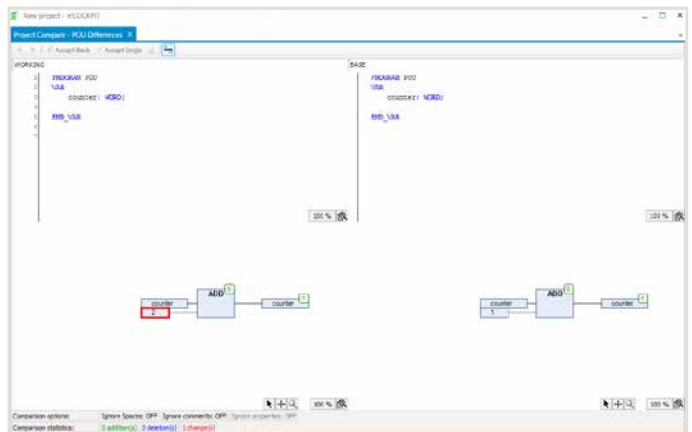 New project - e!COCKPIT
Project Compare - POU Differences
Accept Block Accept Single
WORKING
BASE
PROGRAM POU
VAR
counter: WORD;
END_VAR
PROGRAM POU
VAR
counter: WORD;
END_VAR
100 %
100 %
ADD
counter
2
counter
ADD
counter
1
counter
100 %
100 %
Comparison options: Ignore Spaces: OFF Ignore comments: OFF Ignore properties: OFF
Comparison statistics: 0 addition(s) 0 deletion(s) 1 change(s)